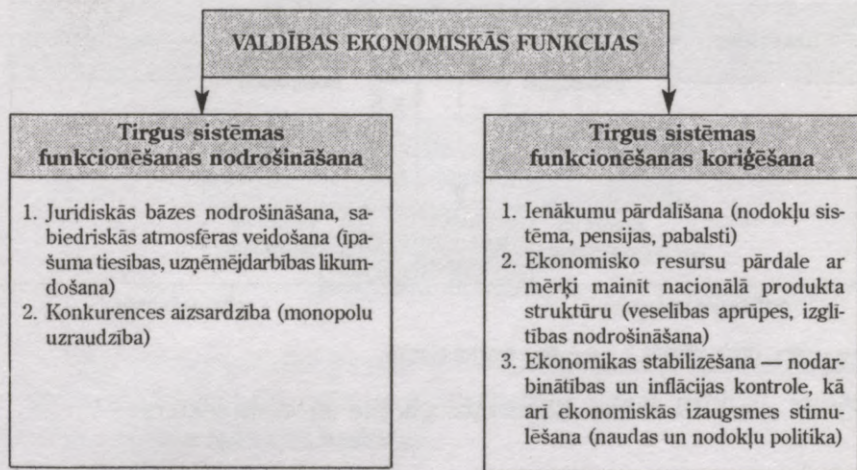 VALDĪBAS EKONOMISKĀS FUNKCIJAS
Tirgus sistēmas
funkcionēšanas nodrošināšana
1. Juridiskās bāzes nodrošināšana, sa-
biedriskās atmosfēras veidošana (īpa-
šuma tiesības, uzņēmējdarbības likum-
došana)
2. Konkurences aizsardzība (monopolu
uzraudzība)
Tirgus sistēmas
funkcionēšanas koriģēšana
1. Ienākumu pārdalīšana (nodokļu sis-
tēma, pensijas, pabalsti)
2. Ekonomisko resursu pārdale ar
mērķi mainīt nacionālā produkta
struktūru (veselības aprūpes, izglī-
tības nodrošināšana)
3. Ekonomikas stabilizēšana — nodar-
binātības un inflācijas kontrole, kā
arī ekonomiskās izaugsmes stimu-
lēšana (naudas un nodokļu politika)